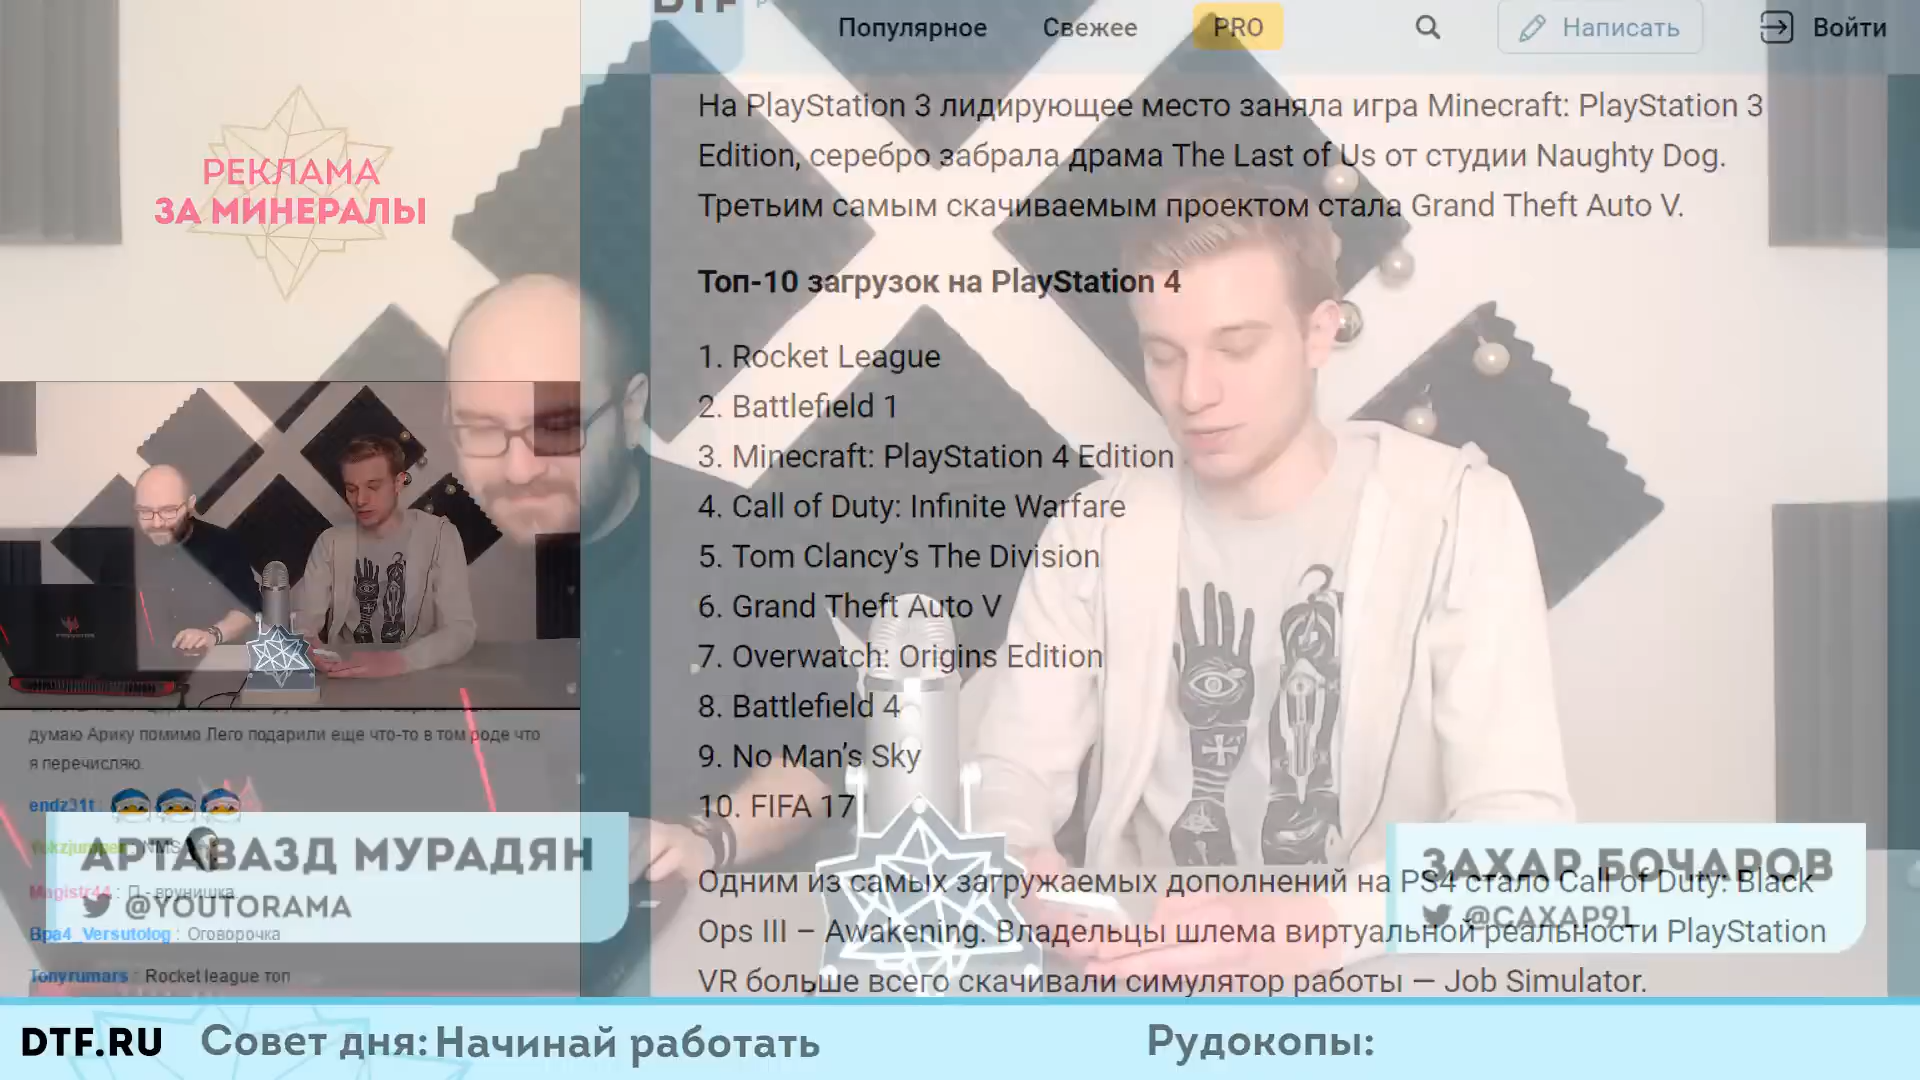 DTF
Популярное
Свежее
PRO
Написать
Войти
РЕКЛАМА
ЗА МИНЕРАЛЫ
На PlayStation 3 лидирующее место заняла игра Minecraft: PlayStation 3
Edition, серебро забрала драма The Last of Us от студии Naughty Dog.
Третьим самым скачиваемым проектом стала Grand Theft Auto V.
Топ-10 загрузок на PlayStation 4
1. Rocket League
2. Battlefield 1
3. Minecraft: PlayStation 4 Edition
4. Call of Duty: Infinite Warfare
5. Tom Clancy’s The Division
6. Grand Theft Auto V
7. Overwatch: Origins Edition
8. Battlefield 4
9. No Man’s Sky
10. FIFA 17
Одним из самых загружаемых дополнений на PS4 стало Call of Duty: Black
Ops III – Awakening. Владельцы шлема виртуальной реальности PlayStation
VR больше всего скачивали симулятор работы — Job Simulator.
думаю Арику помимо Лего подарили еще что-то в том роде что
я перечисляю.
endz31t :
: NMS
Magistr44 : П - врунишка
Bpa4_Versutolog : Оговорочка
Tonyrumars : Rocket league топ
АРТАВАЗД МУРАДЯН
@YOUTORAMA
ЗАХАР БОЧАРОВ
@CAXAP91
DTF.RU
Совет дня: Начинай работать
Рудокопы: